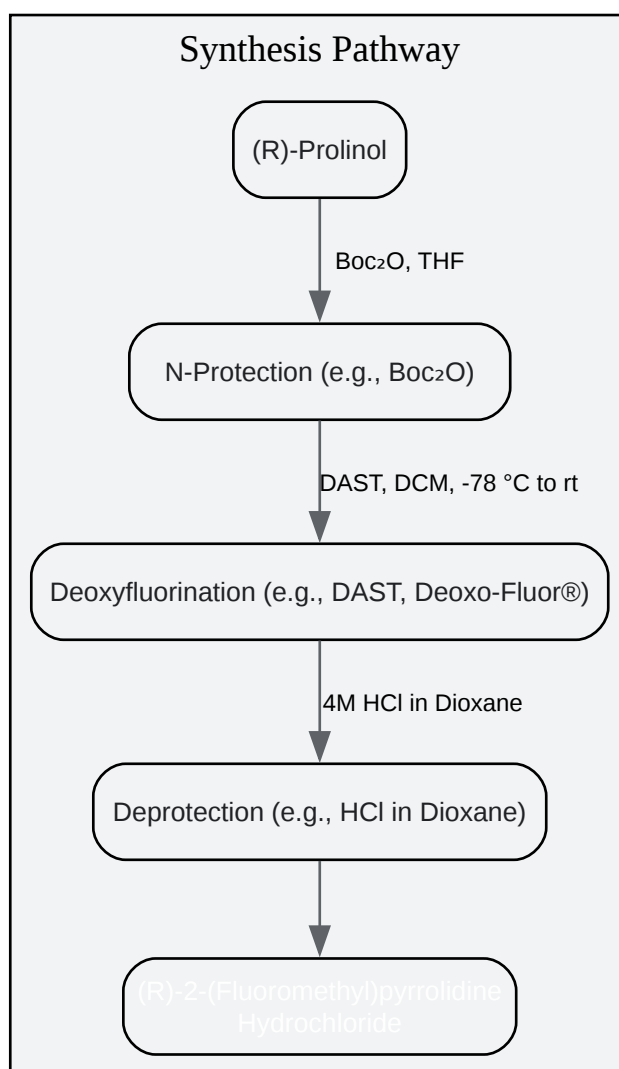 Synthesis Pathway
(R)-Prolinol
Boc₂O, THF
N-Protection (e.g., Boc₂O)
DAST, DCM, -78 °C to rt
Deoxyfluorination (e.g., DAST, Deoxo-Fluor®)
4M HCl in Dioxane
Deprotection (e.g., HCl in Dioxane)
(R)-2-(Fluoromethyl)pyrrolidine
Hydrochloride